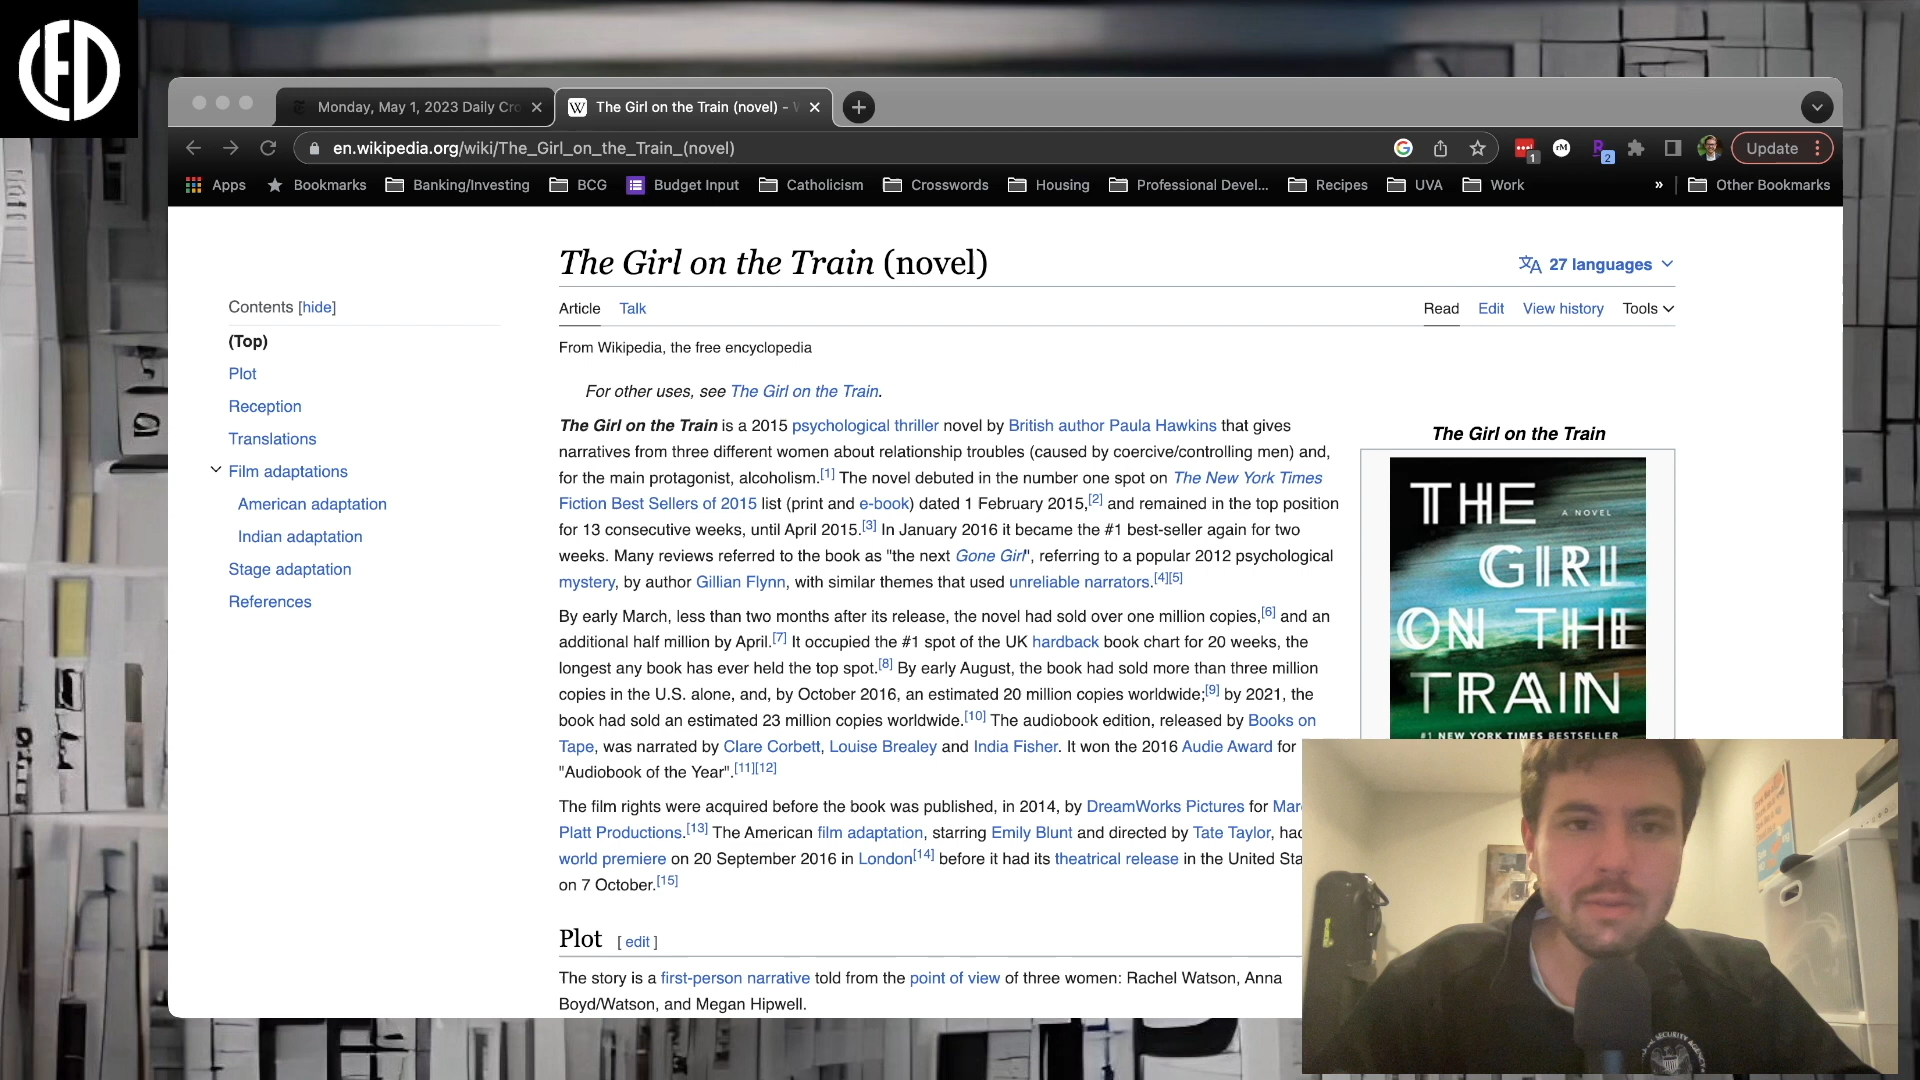 CFD
Monday, May 1, 2023 Daily Cro
The Girl on the Train (novel) -
en.wikipedia.org/wiki/The_Girl_on_the_Train_(novel)
1
rM
2
Update
Apps
Bookmarks
Banking/Investing
BCG
Budget Input
Catholicism
Crosswords
Housing
Professional Devel...
Recipes
UVA
Work
»
Other Bookmarks
The Girl on the Train (novel)
27 languages
Contents [hide]
(Top)
Plot
Reception
Translations
Film adaptations
American adaptation
Indian adaptation
Stage adaptation
References
Article Talk
Read Edit View history Tools
From Wikipedia, the free encyclopedia
For other uses, see The Girl on the Train.
The Girl on the Train is a 2015 psychological thriller novel by British author Paula Hawkins that gives
narratives from three different women about relationship troubles (caused by coercive/controlling men) and,
for the main protagonist, alcoholism.[1] The novel debuted in the number one spot on The New York Times
Fiction Best Sellers of 2015 list (print and e-book) dated 1 February 2015,[2] and remained in the top position
for 13 consecutive weeks, until April 2015.[3] In January 2016 it became the #1 best-seller again for two
weeks. Many reviews referred to the book as "the next Gone Girl", referring to a popular 2012 psychological
mystery, by author Gillian Flynn, with similar themes that used unreliable narrators.[4][5]
By early March, less than two months after its release, the novel had sold over one million copies,[6] and an
additional half million by April.[7] It occupied the #1 spot of the UK hardback book chart for 20 weeks, the
longest any book has ever held the top spot.[8] By early August, the book had sold more than three million
copies in the U.S. alone, and, by October 2016, an estimated 20 million copies worldwide;[9] by 2021, the
book had sold an estimated 23 million copies worldwide.[10] The audiobook edition, released by Books on
Tape, was narrated by Clare Corbett, Louise Brealey and India Fisher. It won the 2016 Audie Award for
"Audiobook of the Year".[11][12]
The film rights were acquired before the book was published, in 2014, by DreamWorks Pictures for Mar
Platt Productions.[13] The American film adaptation, starring Emily Blunt and directed by Tate Taylor, had
world premiere on 20 September 2016 in London[14] before it had its theatrical release in the United Sta
on 7 October.[15]
Plot [ edit ]
The story is a first-person narrative told from the point of view of three women: Rachel Watson, Anna
Boyd/Watson, and Megan Hipwell.
The Girl on the Train
THE
A NOVEL
GIRL
ON THE
TRAIN
#1 NEW YORK TIMES BESTSELLER
SECURITY AGENCY